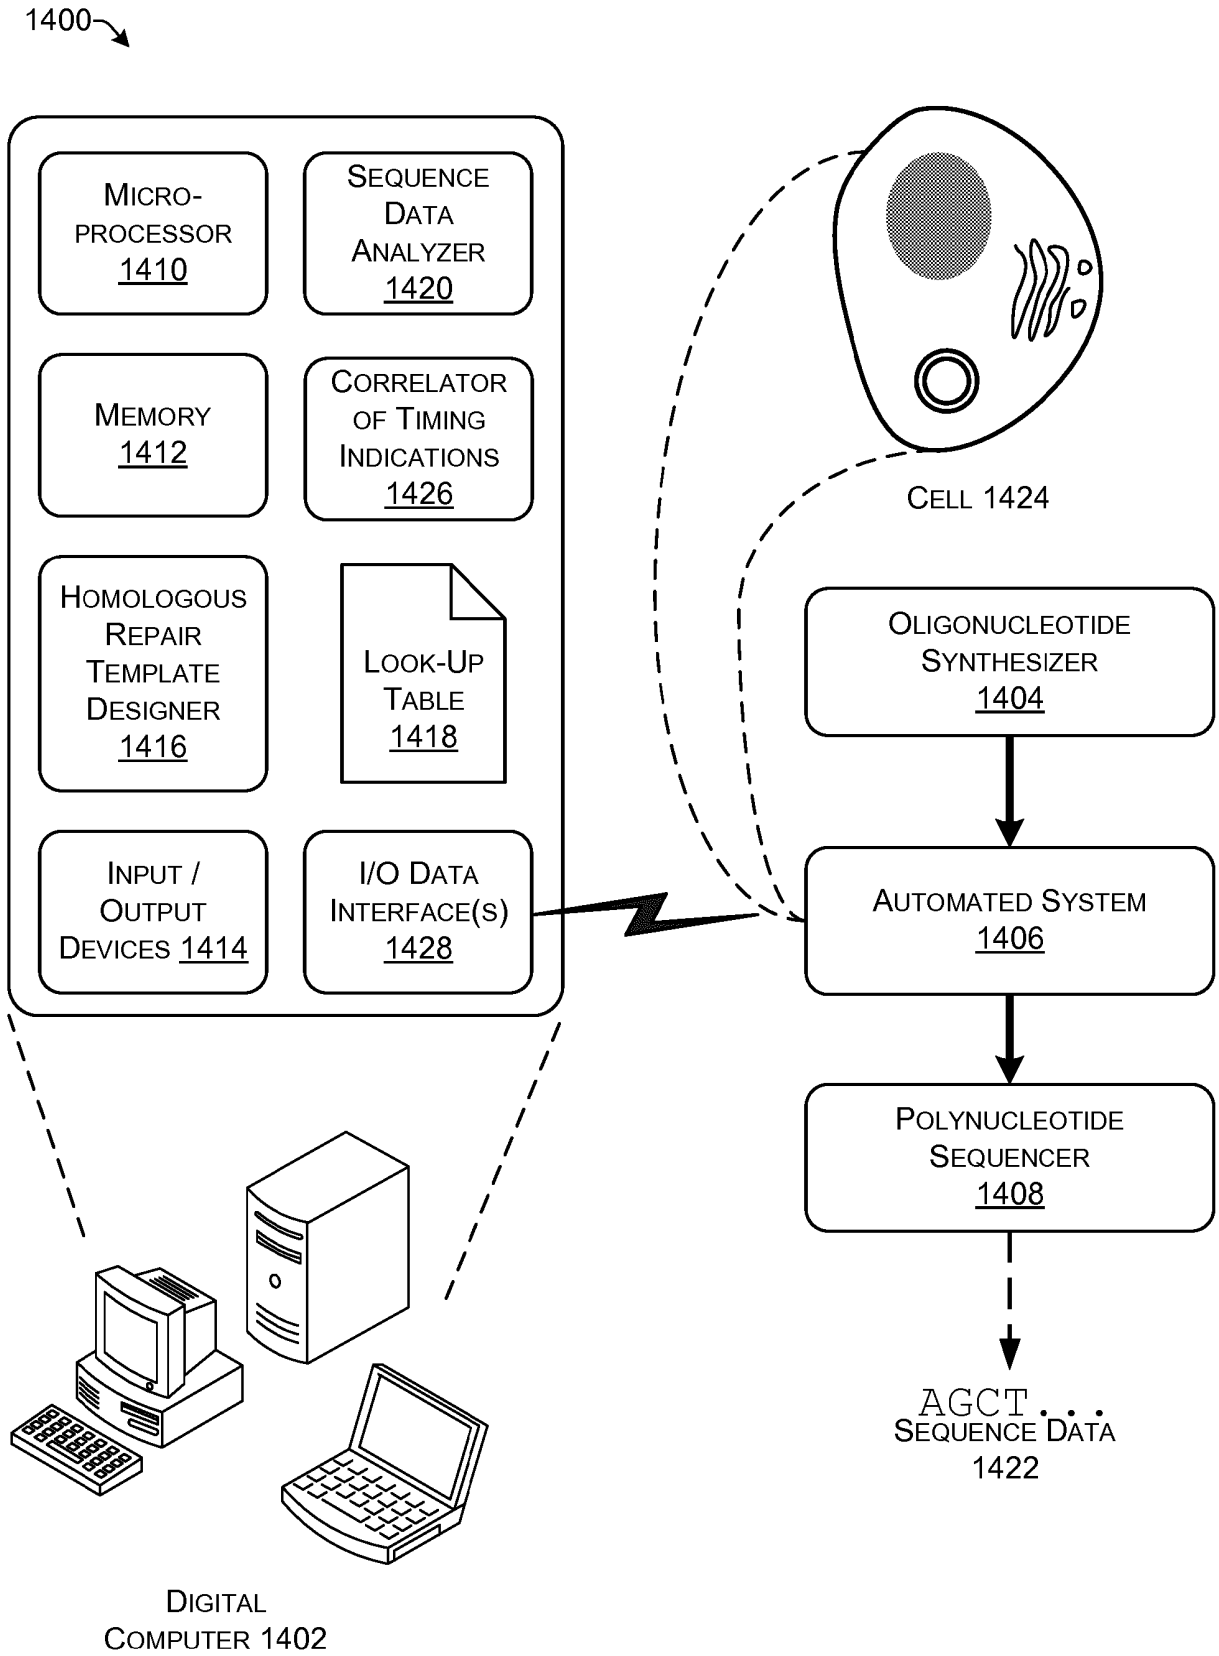 1400
MICRO-
PROCESSOR
1410
SEQUENCE
DATA
ANALYZER
1420
MEMORY
1412
CORRELATOR
OF TIMING
INDICATIONS
1426
HOMOLOGOUS
REPAIR
TEMPLATE
DESIGNER
1416
LOOK-UP
TABLE
1418
INPUT /
OUTPUT
DEVICES 1414
I/O DATA
INTERFACE(S)
1428
DIGITAL
COMPUTER 1402
CELL 1424
OLIGONUCLEOTIDE
SYNTHESIZER
1404
AUTOMATED SYSTEM
1406
POLYNUCLEOTIDE
SEQUENCER
1408
AGCT...
SEQUENCE DATA
1422